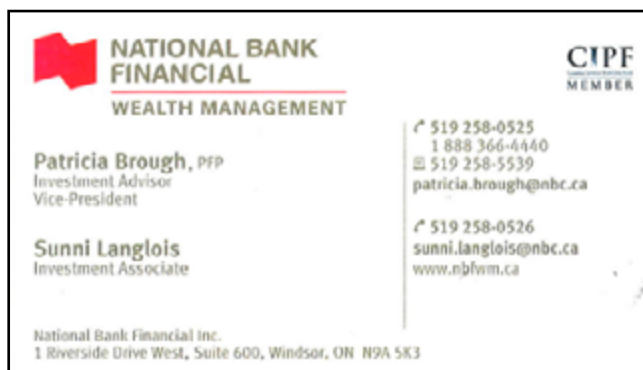 NATIONAL BANK
FINANCIAL
WEALTH MANAGEMENT
CIPF
MEMBER
Patricia Brough, PFP
Investment Advisor
Vice-President
Sunni Langlois
Investment Associate
519 258-0525
1 888 366-4440
519 258-5539
patricia.brough@nbc.ca
519 258-0526
sunni.langlois@nbc.ca
www.nbfwm.ca
National Bank Financial Inc.
1 Riverside Drive West, Suite 600, Windsor, ON N9A 5K3